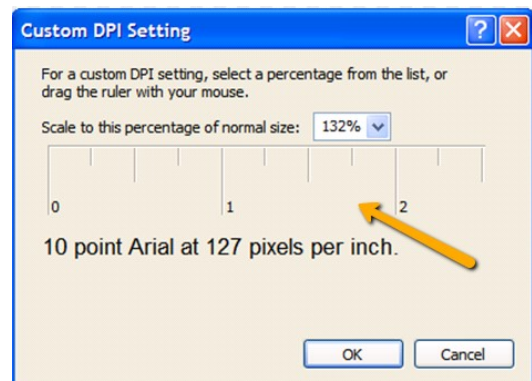 Custom DPI Setting
For a custom DPI setting, select a percentage from the list, or
drag the ruler with your mouse.
Scale to this percentage of normal size: 132%
0 1 2
10 point Arial at 127 pixels per inch.
OK Cancel